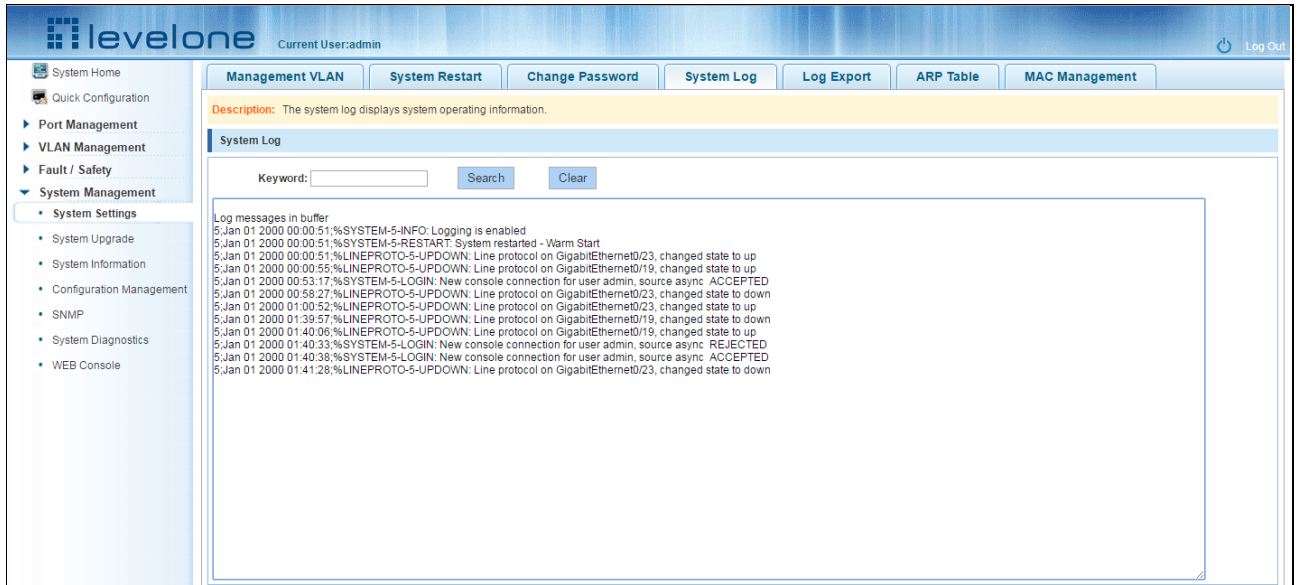 levelone
Current User:admin
Log Out
System Home
Quick Configuration
Port Management
VLAN Management
Fault / Safety
System Management
System Settings
System Upgrade
System Information
Configuration Management
SNMP
System Diagnostics
WEB Console
Management VLAN
System Restart
Change Password
System Log
Log Export
ARP Table
MAC Management
Description: The system log displays system operating information.
System Log
Keyword:
Search
Clear
Log messages in buffer
5;Jan 01 2000 00:00:51;%SYSTEM-5-INFO: Logging is enabled
5;Jan 01 2000 00:00:51;%SYSTEM-5-RESTART: System restarted - Warm Start
5;Jan 01 2000 00:00:51;%LINEPROTO-5-UPDOWN: Line protocol on GigabitEthernet0/23, changed state to up
5;Jan 01 2000 00:00:55;%LINEPROTO-5-UPDOWN: Line protocol on GigabitEthernet0/19, changed state to up
5;Jan 01 2000 00:53:17;%SYSTEM-5-LOGIN: New console connection for user admin, source async ACCEPTED
5;Jan 01 2000 00:58:27;%LINEPROTO-5-UPDOWN: Line protocol on GigabitEthernet0/23, changed state to down
5;Jan 01 2000 01:00:52;%LINEPROTO-5-UPDOWN: Line protocol on GigabitEthernet0/23, changed state to up
5;Jan 01 2000 01:39:57;%LINEPROTO-5-UPDOWN: Line protocol on GigabitEthernet0/19, changed state to down
5;Jan 01 2000 01:40:06;%LINEPROTO-5-UPDOWN: Line protocol on GigabitEthernet0/19, changed state to up
5;Jan 01 2000 01:40:33;%SYSTEM-5-LOGIN: New console connection for user admin, source async REJECTED
5;Jan 01 2000 01:40:38;%SYSTEM-5-LOGIN: New console connection for user admin, source async ACCEPTED
5;Jan 01 2000 01:41:28;%LINEPROTO-5-UPDOWN: Line protocol on GigabitEthernet0/23, changed state to down